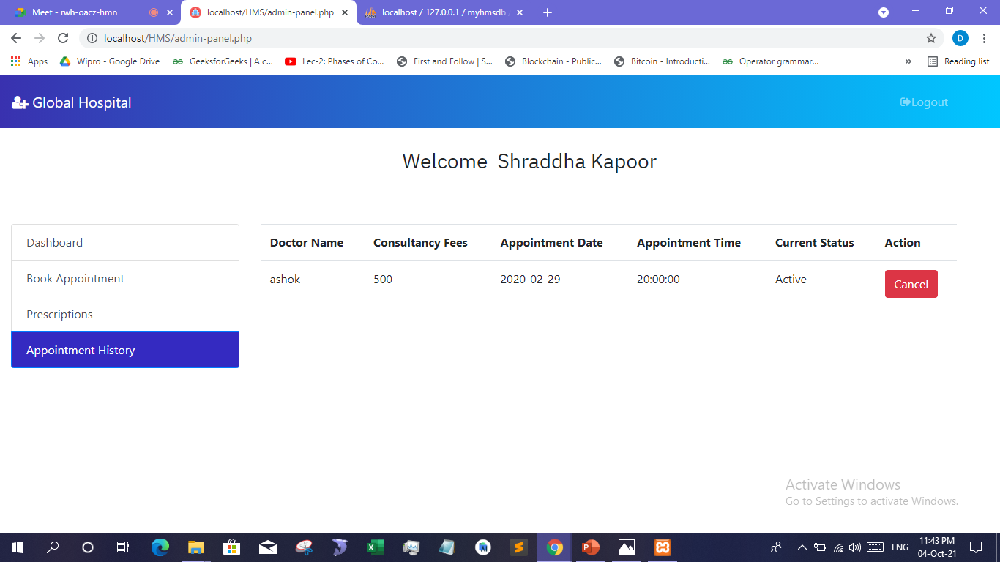 Meet - rwh-oacz-hmn
localhost/HMS/admin-panel.php
localhost / 127.0.0.1 / myhmsdb
localhost/HMS/admin-panel.php
D
Apps
Wipro - Google Drive
GeeksforGeeks | A c...
Lec-2: Phases of Co...
First and Follow | S...
Blockchain - Public...
Bitcoin - Introducti...
Operator grammar...
»
Reading list
Global Hospital
Logout
Welcome Shraddha Kapoor
Dashboard
Book Appointment
Prescriptions
Appointment History
Doctor Name Consultancy Fees Appointment Date Appointment Time Current Status Action
ashok 500 2020-02-29 20:00:00 Active Cancel
Activate Windows
Go to Settings to activate Windows.
ENG
11:43 PM
04-Oct-21